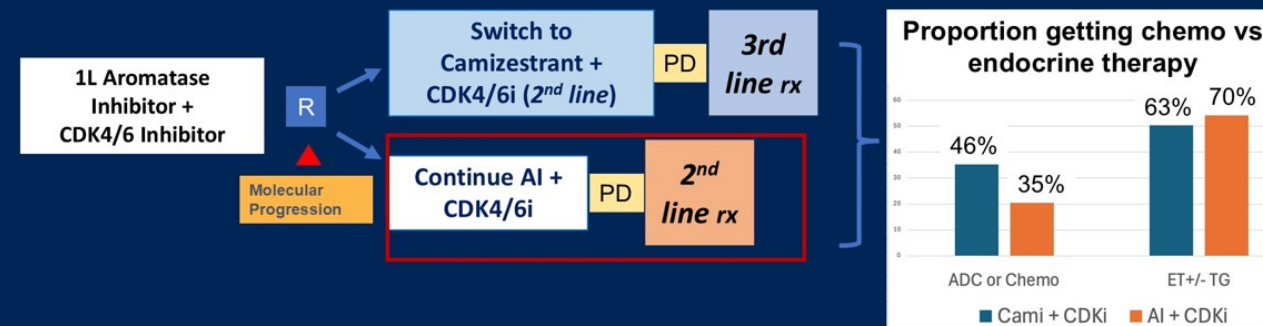 1L Aromatase
Inhibitor +
CDK4/6 Inhibitor
R
Molecular
Progression
Switch to
Camizestrant +
CDK4/6i (2nd line)
PD
3rd
line rx
Continue AI +
CDK4/6i
PD
2nd
line rx
Proportion getting chemo vs
endocrine therapy
60
50
40
30
20
10
0
46%
35%
63%
70%
ADC or Chemo
ET+/- TG
Cami + CDKi
AI + CDKi